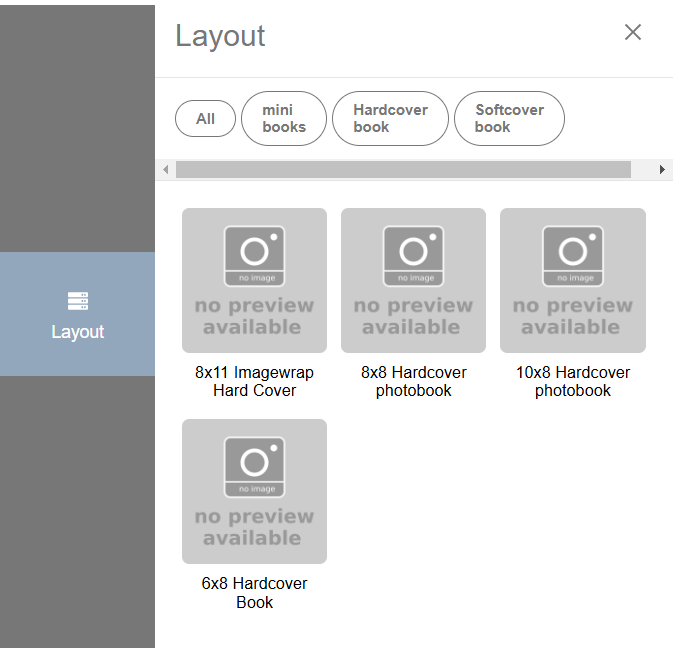 Layout
All
mini
books
Hardcover
book
Softcover
book
Layout
no image
no preview
available
8x11 Imagewrap
Hard Cover
no image
no preview
available
8x8 Hardcover
photobook
no image
no preview
available
10x8 Hardcover
photobook
no image
no preview
available
6x8 Hardcover
Book